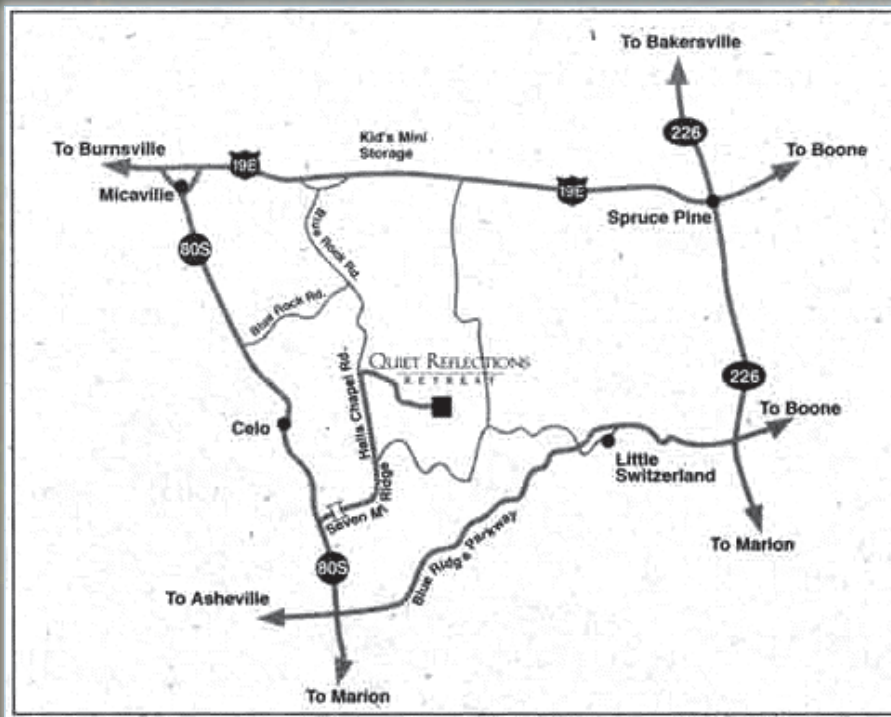 To Bakersville
226
Kid's Mini
Storage
To Burnsville
19E
To Boone
Micaville
19E
Spruce Pine
80S
Blue Rock Rd.
Blue Rock Rd.
QUIET REFLECTIONS
RETREAT
Halls Chapel Rd.
226
To Boone
Celo
Little
Switzerland
Seven Mi Ridge
To Marion
80S
Blue Ridge Parkway
To Asheville
To Marion